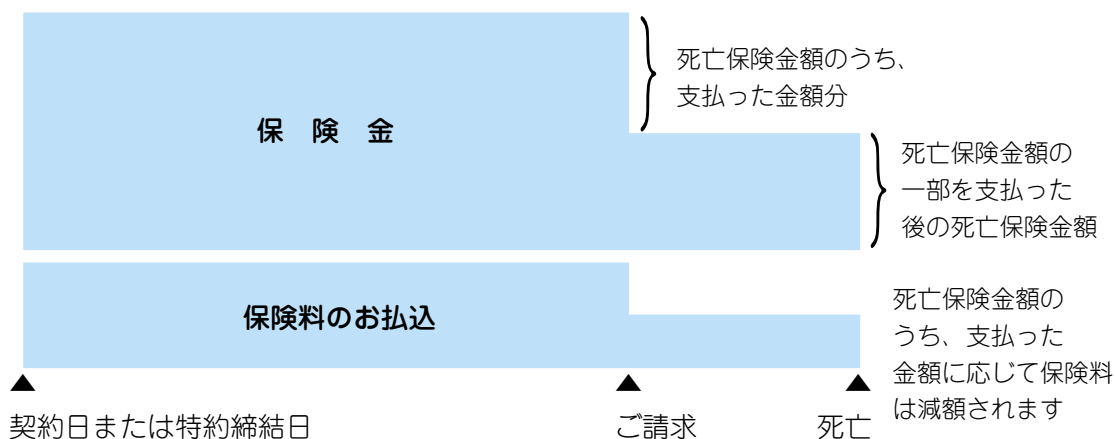 死亡保険金額のうち、
支払った金額分
保 険 金
死亡保険金額の
一部を支払った
後の死亡保険金額
保険料のお払込
死亡保険金額の
うち、支払った
金額に応じて保険料
は減額されます
契約日または特約締結日
ご請求
死亡